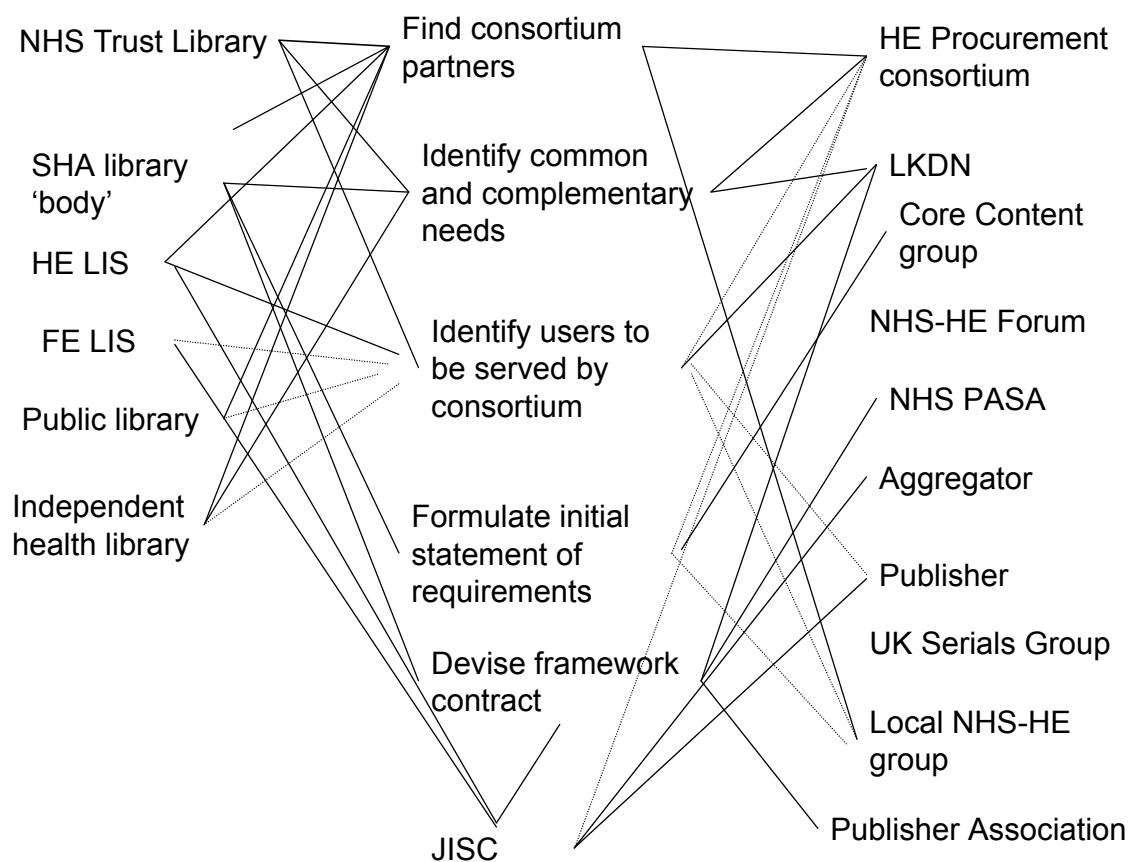 NHS Trust Library
SHA library
‘body’
HE LIS
FE LIS
Public library
Independent
health library
Find consortium
partners
Identify common
and complementary
needs
Identify users to
be served by
consortium
Formulate initial
statement of
requirements
Devise framework
contract
JISC
HE Procurement
consortium
LKDN
Core Content
group
NHS-HE Forum
NHS PASA
Aggregator
Publisher
UK Serials Group
Local NHS-HE
group
Publisher Association